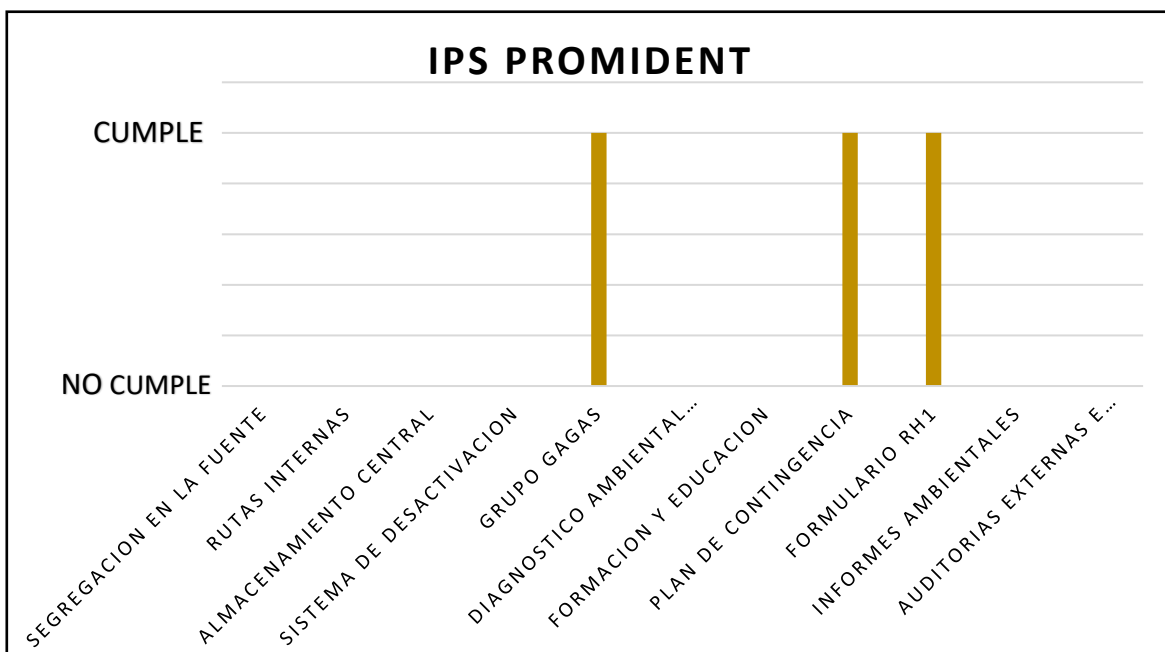 IPS PROMIDENT
CUMPLE
NO CUMPLE
SEGREGACION EN LA FUENTE
RUTAS INTERNAS
ALMACENAMIENTO CENTRAL
SISTEMA DE DESACTIVACION
GRUPO GAGAS
DIAGNOSTICO AMBIENTAL…
FORMACION Y EDUCACION
PLAN DE CONTINGENCIA
FORMULARIO RH1
INFORMES AMBIENTALES
AUDITORIAS EXTERNAS E…